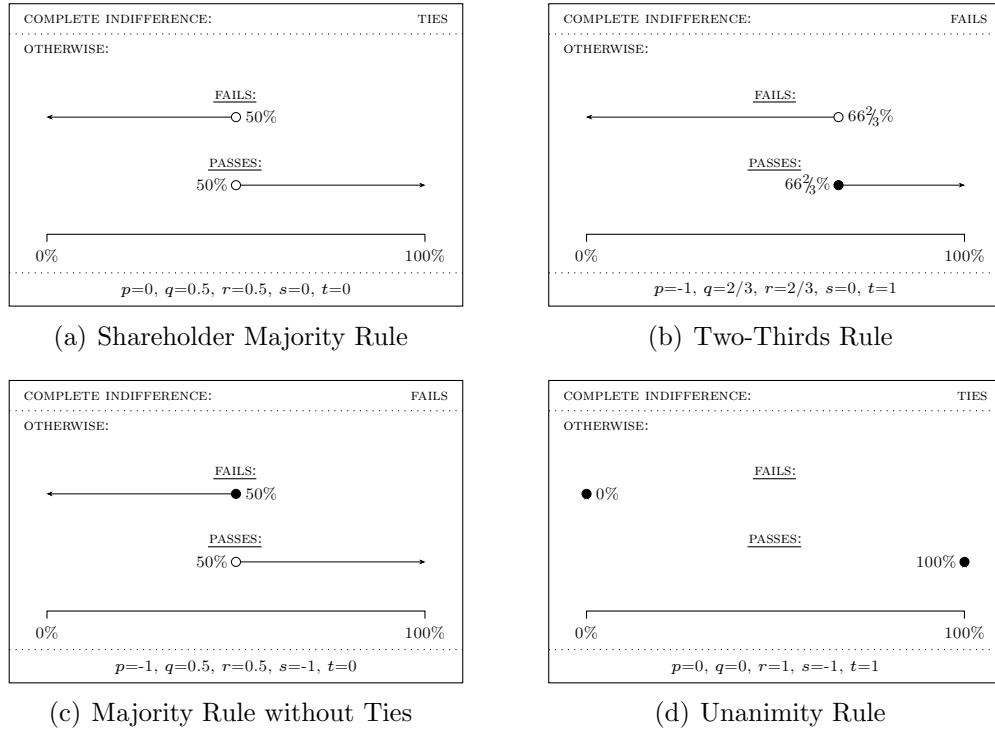 COMPLETE INDIFFERENCE: TIES
OTHERWISE:
FAILS:
50%
PASSES:
50%
0% 100%
p=0, q=0.5, r=0.5, s=0, t=0
(a) Shareholder Majority Rule
COMPLETE INDIFFERENCE: FAILS
OTHERWISE:
FAILS:
66⅔%
PASSES:
66⅔%
0% 100%
p=-1, q=2/3, r=2/3, s=0, t=1
(b) Two-Thirds Rule
COMPLETE INDIFFERENCE: FAILS
OTHERWISE:
FAILS:
50%
PASSES:
50%
0% 100%
p=-1, q=0.5, r=0.5, s=-1, t=0
(c) Majority Rule without Ties
COMPLETE INDIFFERENCE: TIES
OTHERWISE:
FAILS:
0%
PASSES:
100%
0% 100%
p=0, q=0, r=1, s=-1, t=1
(d) Unanimity Rule